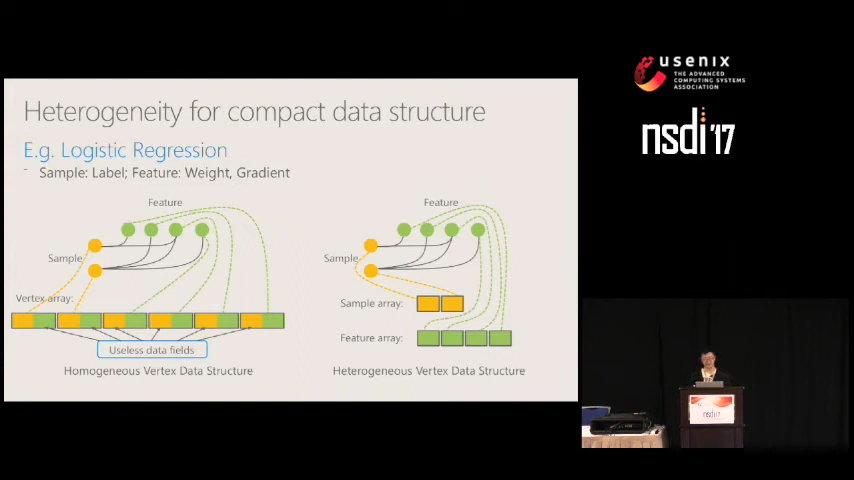 Heterogeneity for compact data structure
E.g. Logistic Regression
- Sample: Label; Feature: Weight, Gradient
Feature
Sample
Vertex array:
Useless data fields
Homogeneous Vertex Data Structure
Feature
Sample
Sample array:
Feature array:
Heterogeneous Vertex Data Structure
usenix
THE ADVANCED
COMPUTING SYSTEMS
ASSOCIATION
nsdi '17
nsdi '17